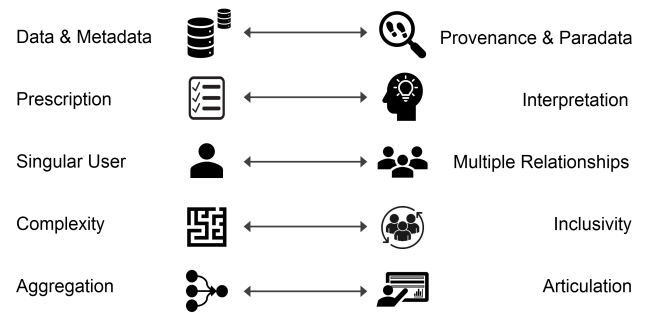 Data & Metadata Provenance & Paradata
Prescription Interpretation
Singular User Multiple Relationships
Complexity Inclusivity
Aggregation Articulation